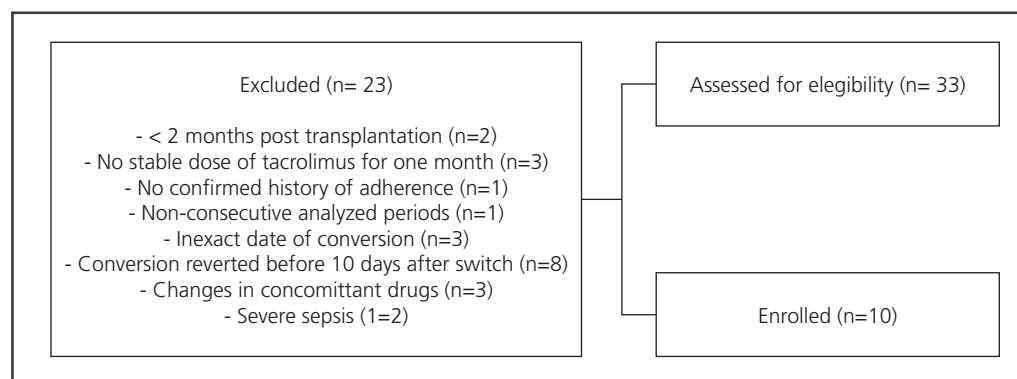 Excluded (n= 23)
- < 2 months post transplantation (n=2)
- No stable dose of tacrolimus for one month (n=3)
- No confirmed history of adherence (n=1)
- Non-consecutive analyzed periods (n=1)
- Inexact date of conversion (n=3)
- Conversion reverted before 10 days after switch (n=8)
- Changes in concomittant drugs (n=3)
- Severe sepsis (1=2)
Assessed for elegibility (n= 33)
Enrolled (n=10)